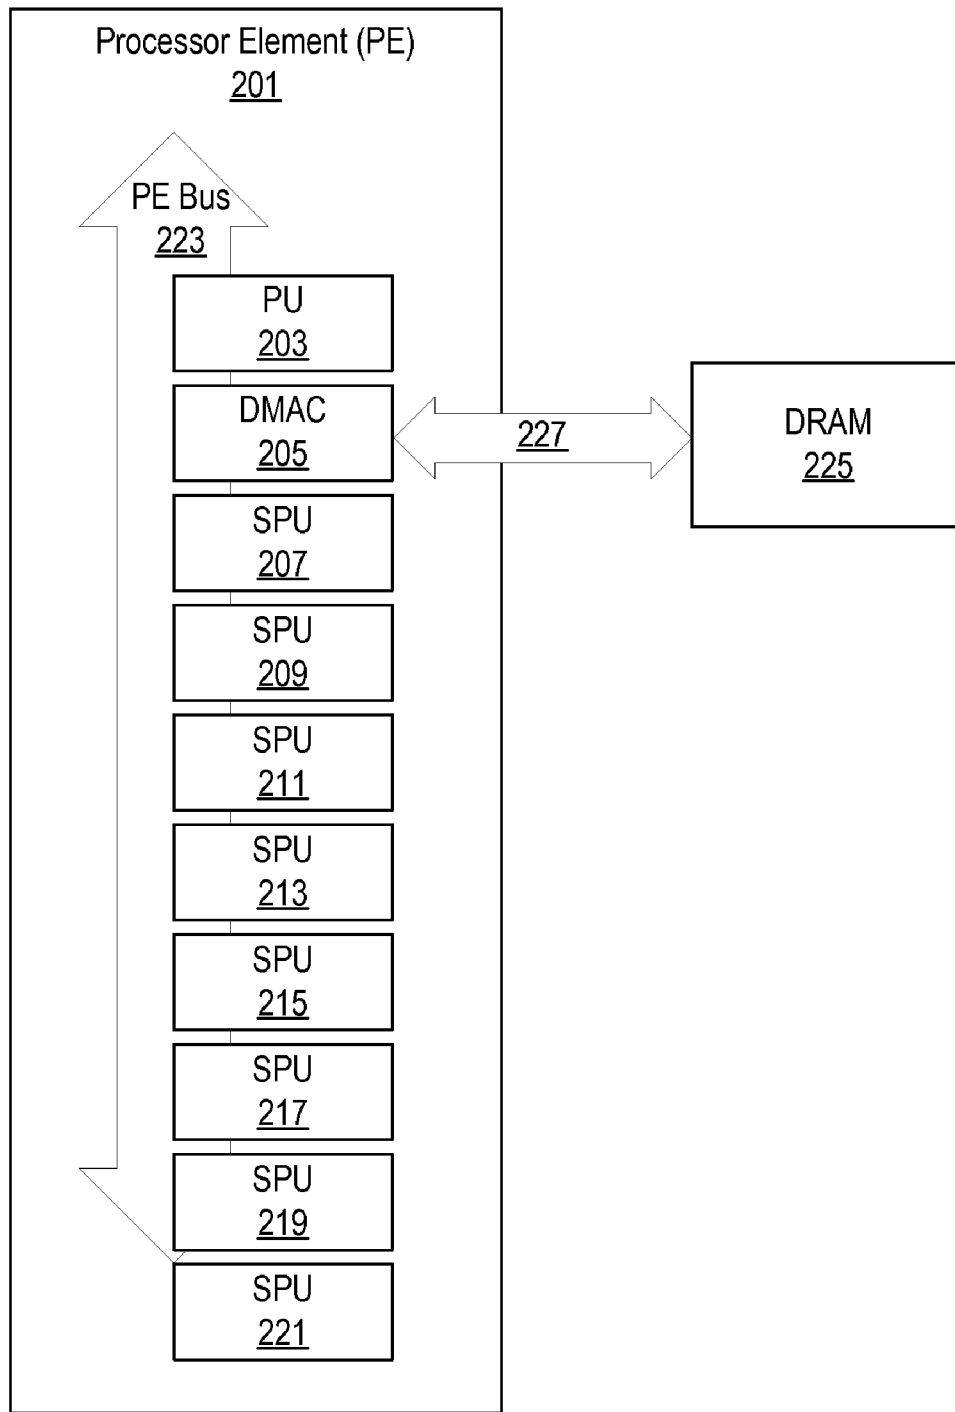 Processor Element (PE)
201
PE Bus
223
PU
203
DMAC
205
227
DRAM
225
SPU
207
SPU
209
SPU
211
SPU
213
SPU
215
SPU
217
SPU
219
SPU
221